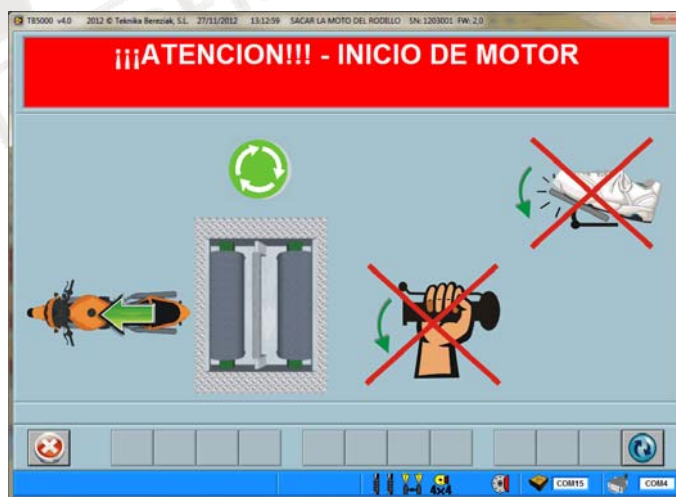 TB5000 v4.0 2012 © Teknika Bereziak, S.L. 27/11/2012 13:12:59 SACAR LA MOTO DEL RODILLO SN: 1203001 FW: 2,0
¡¡¡ATENCION!!! - INICIO DE MOTOR
4x4 COM15 COM4